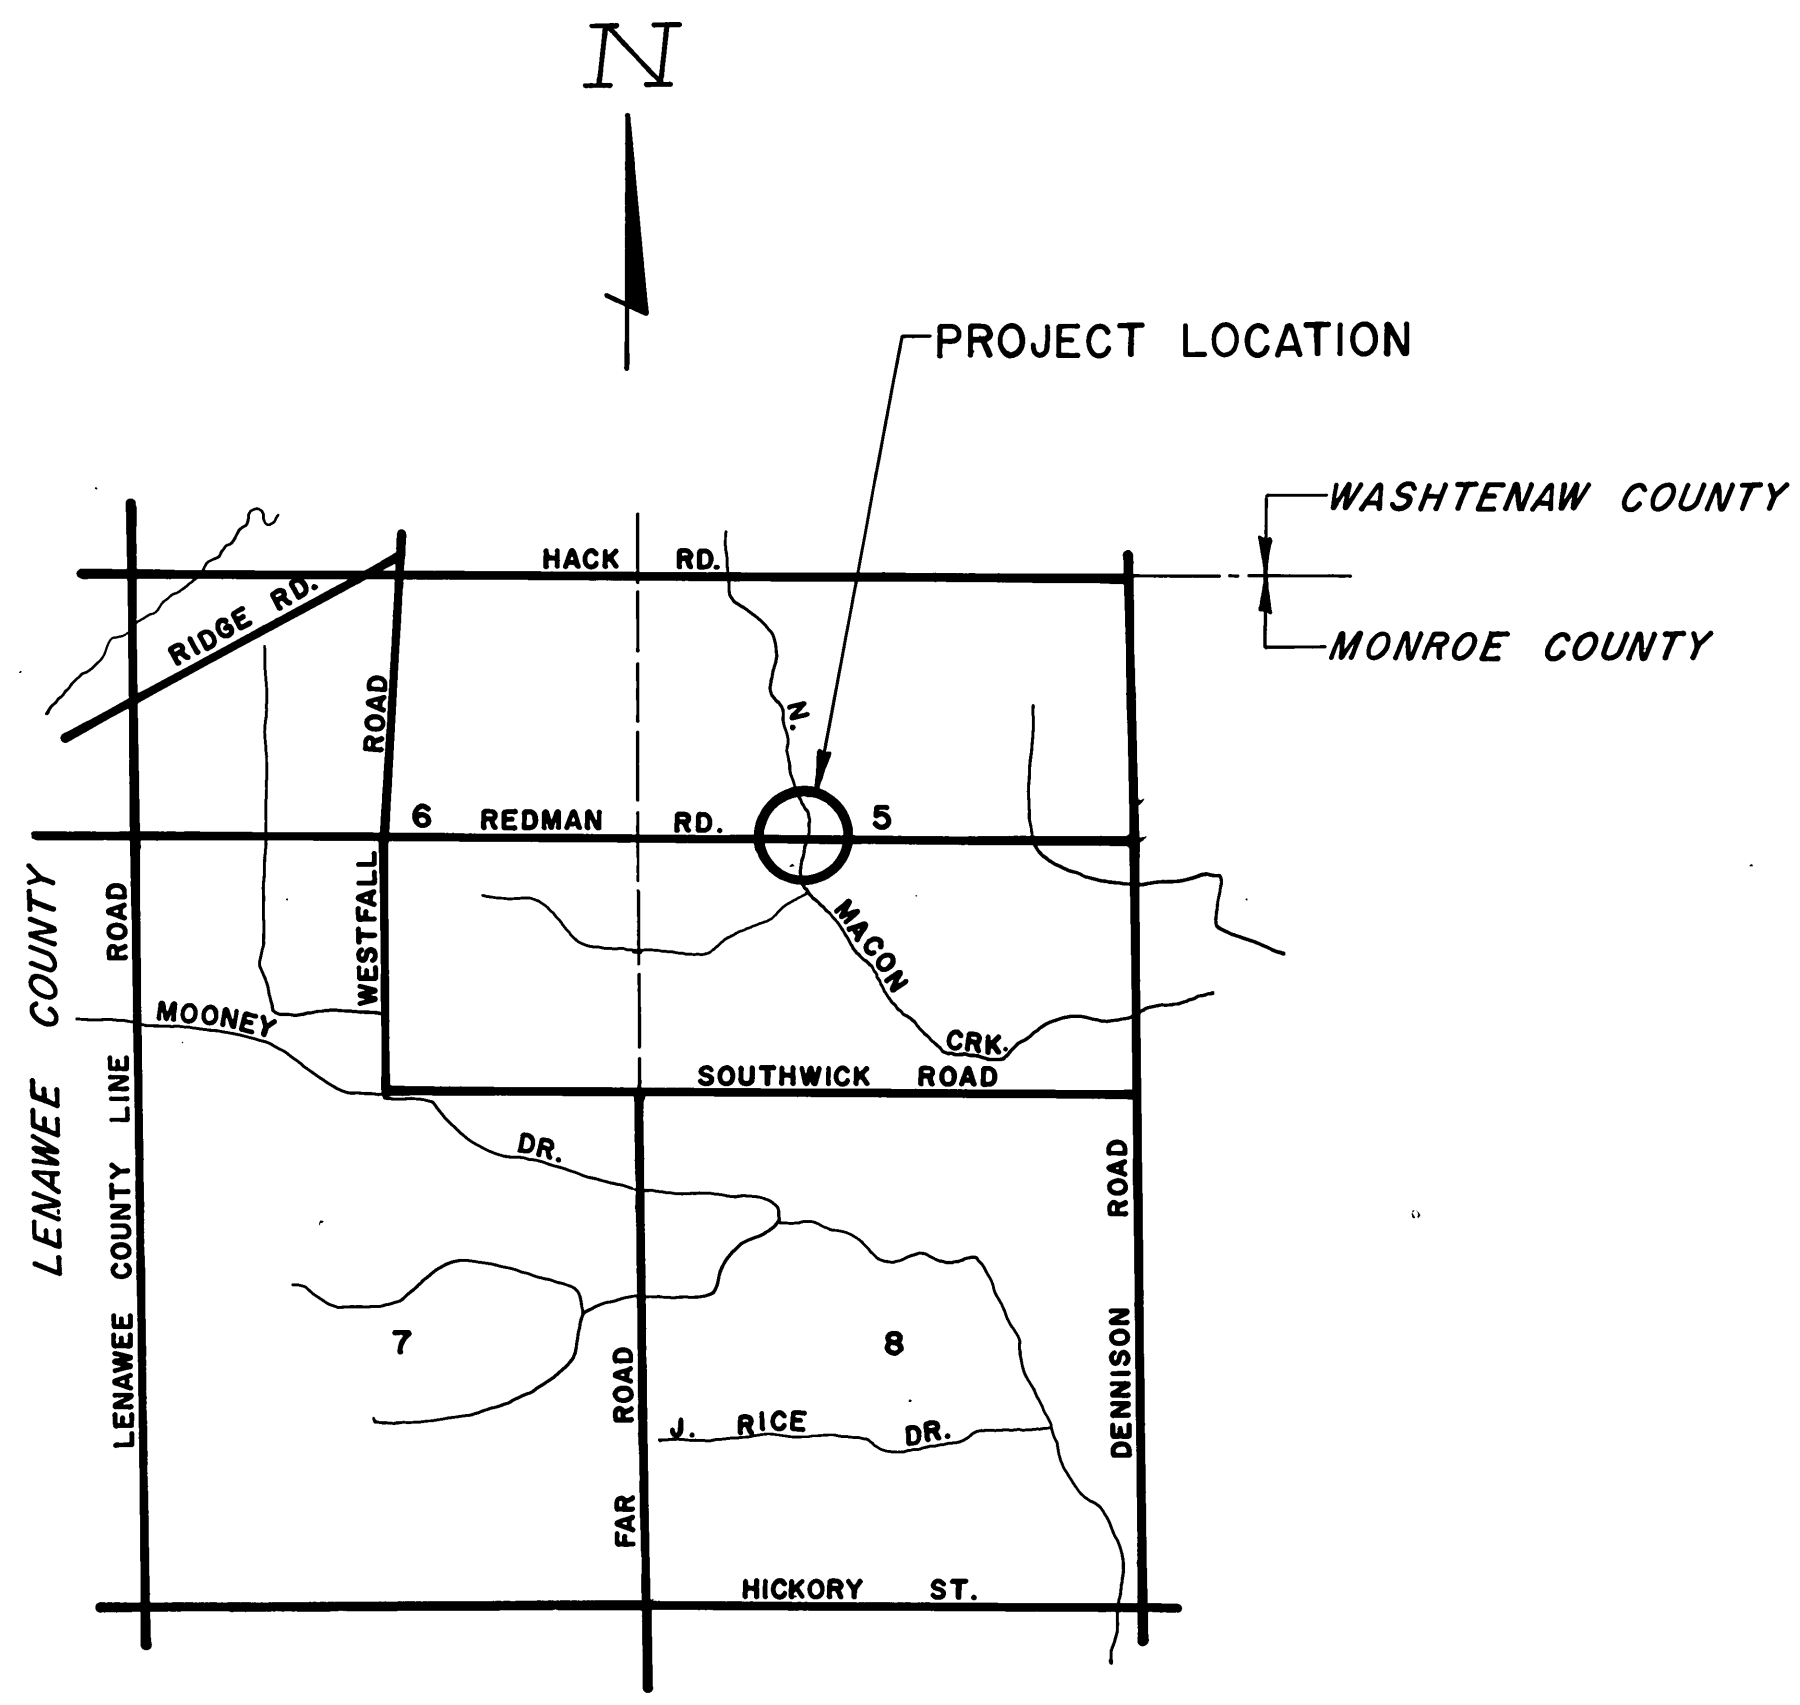 N
PROJECT LOCATION
WASHTENAW COUNTY
HACK RD.
RIDGE RD.
MONROE COUNTY
N. MACON CRK.
WESTFALL ROAD
6
REDMAN RD.
5
LENAWEE COUNTY
LENAWEE COUNTY LINE ROAD
MOONEY DR.
SOUTHWICK ROAD
DENNISON ROAD
7
8
FAR ROAD
J. RICE DR.
HICKORY ST.